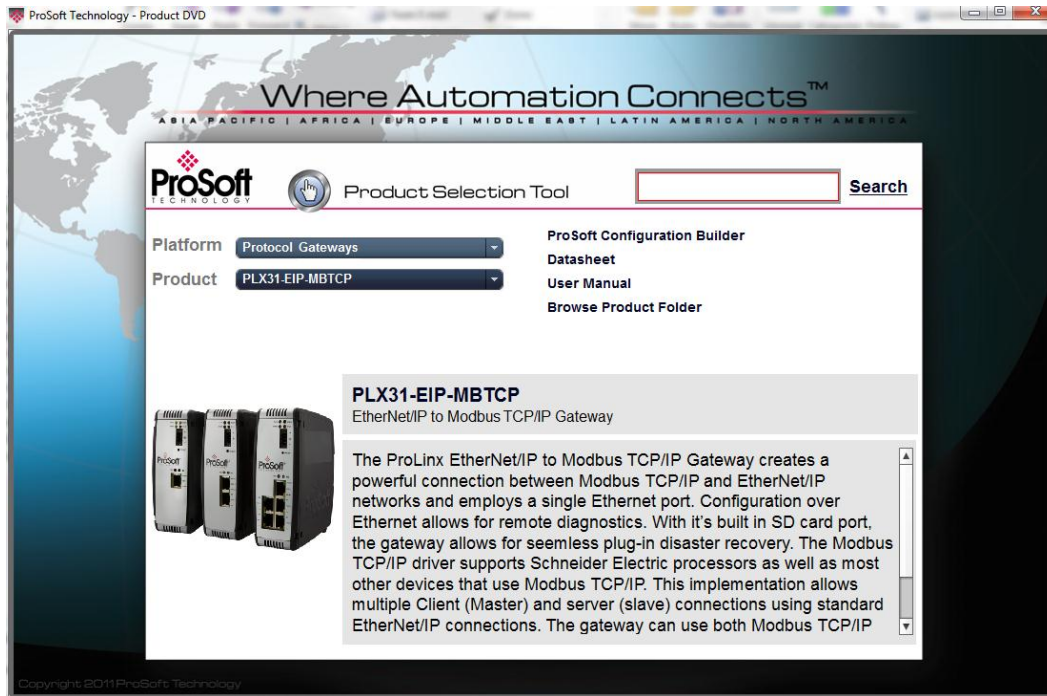 ProSoft Technology - Product DVD
Where Automation Connects™
ASIA PACIFIC | AFRICA | EUROPE | MIDDLE EAST | LATIN AMERICA | NORTH AMERICA
ProSoft
TECHNOLOGY
Product Selection Tool
Search
Platform
Protocol Gateways
Product
PLX31-EIP-MBTCP
ProSoft Configuration Builder
Datasheet
User Manual
Browse Product Folder
PLX31-EIP-MBTCP
EtherNet/IP to Modbus TCP/IP Gateway
ProSoft
ProSoft
ProSoft
The ProLinx EtherNet/IP to Modbus TCP/IP Gateway creates a
powerful connection between Modbus TCP/IP and EtherNet/IP
networks and employs a single Ethernet port. Configuration over
Ethernet allows for remote diagnostics. With it's built in SD card port,
the gateway allows for seemless plug-in disaster recovery. The Modbus
TCP/IP driver supports Schneider Electric processors as well as most
other devices that use Modbus TCP/IP. This implementation allows
multiple Client (Master) and server (slave) connections using standard
EtherNet/IP connections. The gateway can use both Modbus TCP/IP
Copyright 2011 ProSoft Technology